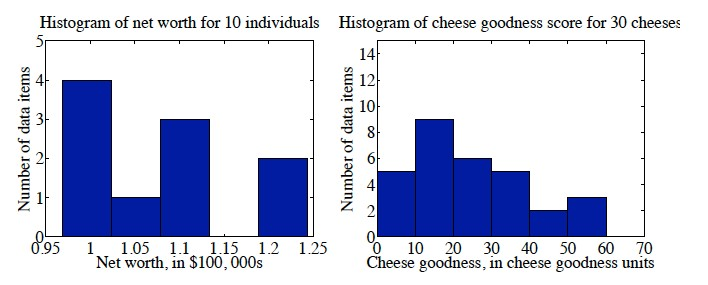 Histogram of net worth for 10 individuals
5
4
3
2
1
0
Number of data items
0.95 1 1.05 1.1 1.15 1.2 1.25
Net worth, in $100, 000s
Histogram of cheese goodness score for 30 cheeses
14
12
10
8
6
4
2
0
Number of data items
0 10 20 30 40 50 60 70
Cheese goodness, in cheese goodness units